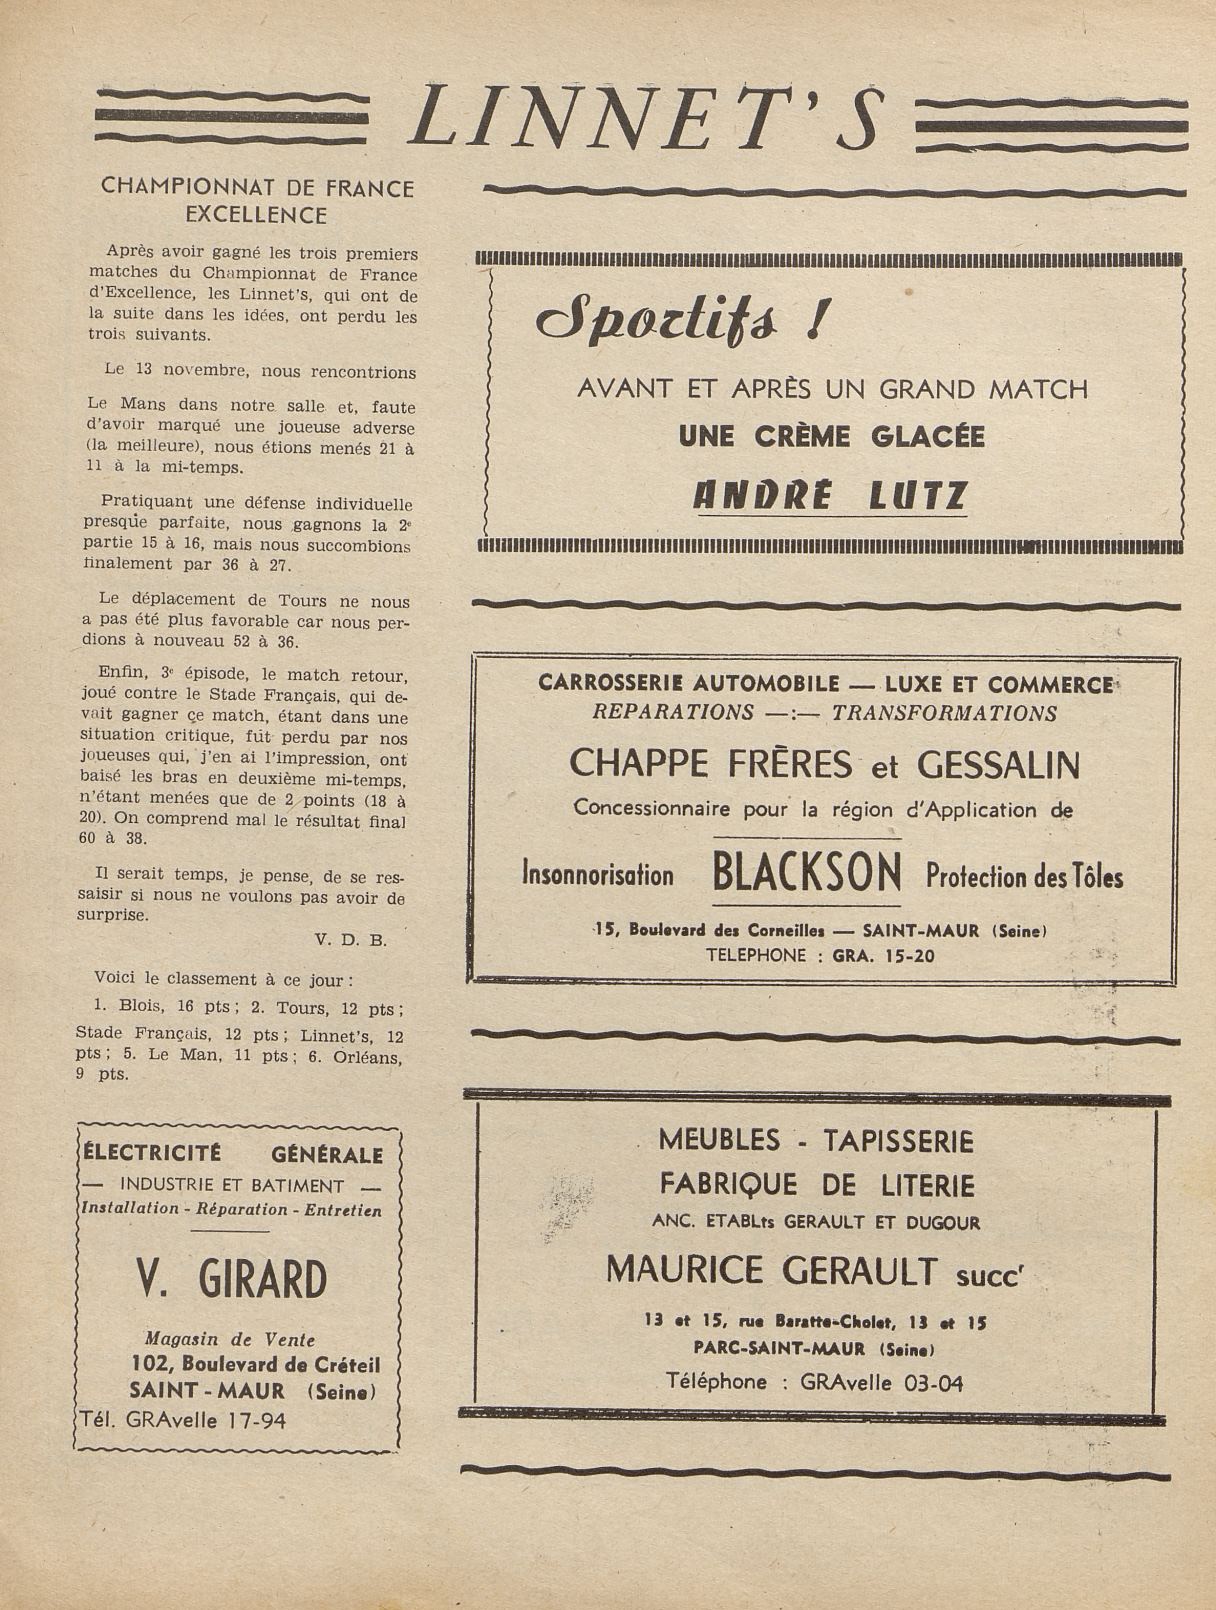 LINNET'S
CHAMPIONNAT DE FRANCE
EXCELLENCE
Après avoir gagné les trois premiers
matches du Championnat de France
d'Excellence, les Linnet's, qui ont de
la suite dans les idées, ont perdu les
trois suivants.
Le 13 novembre, nous rencontrions
Le Mans dans notre salle et, faute
d'avoir marqué une joueuse adverse
(la meilleure), nous étions menés 21 à
11 à la mi-temps.
Pratiquant une défense individuelle
presque parfaite, nous gagnons la 2e
partie 15 à 16, mais nous succombions
finalement par 36 à 27.
Le déplacement de Tours ne nous
a pas été plus favorable car nous per-
dions à nouveau 52 à 36.
Enfin, 3e épisode, le match retour,
joué contre le Stade Français, qui de-
vait gagner ce match, étant dans une
situation critique, fut perdu par nos
joueuses qui, j'en ai l'impression, ont
baisé les bras en deuxième mi-temps,
n'étant menées que de 2 points (18 à
20). On comprend mal le résultat final
60 à 38.
Il serait temps, je pense, de se res-
saisir si nous ne voulons pas avoir de
surprise.
V. D. B.
Voici le classement à ce jour :
1. Blois, 16 pts ; 2. Tours, 12 pts ;
Stade Français, 12 pts ; Linnet's, 12
pts ; 5. Le Man, 11 pts ; 6. Orléans,
9 pts.
ÉLECTRICITÉ GÉNÉRALE
— INDUSTRIE ET BATIMENT —
Installation - Réparation - Entretien
V. GIRARD
Magasin de Vente
102, Boulevard de Créteil
SAINT-MAUR (Seine)
Tél. GRAvelle 17-94
Sportifs !
AVANT ET APRÈS UN GRAND MATCH
UNE CRÈME GLACÉE
ANDRÉ LUTZ
CARROSSERIE AUTOMOBILE — LUXE ET COMMERCE
REPARATIONS —:— TRANSFORMATIONS
CHAPPE FRÈRES et GESSALIN
Concessionnaire pour la région d'Application de
Insonnorisation BLACKSON Protection des Tôles
15, Boulevard des Corneilles — SAINT-MAUR (Seine)
TELEPHONE : GRA. 15-20
MEUBLES - TAPISSERIE
FABRIQUE DE LITERIE
ANC. ETABLts GERAULT ET DUGOUR
MAURICE GERAULT succr
13 et 15, rue Baratte-Cholet, 13 et 15
PARC-SAINT-MAUR (Seine)
Téléphone : GRAvelle 03-04